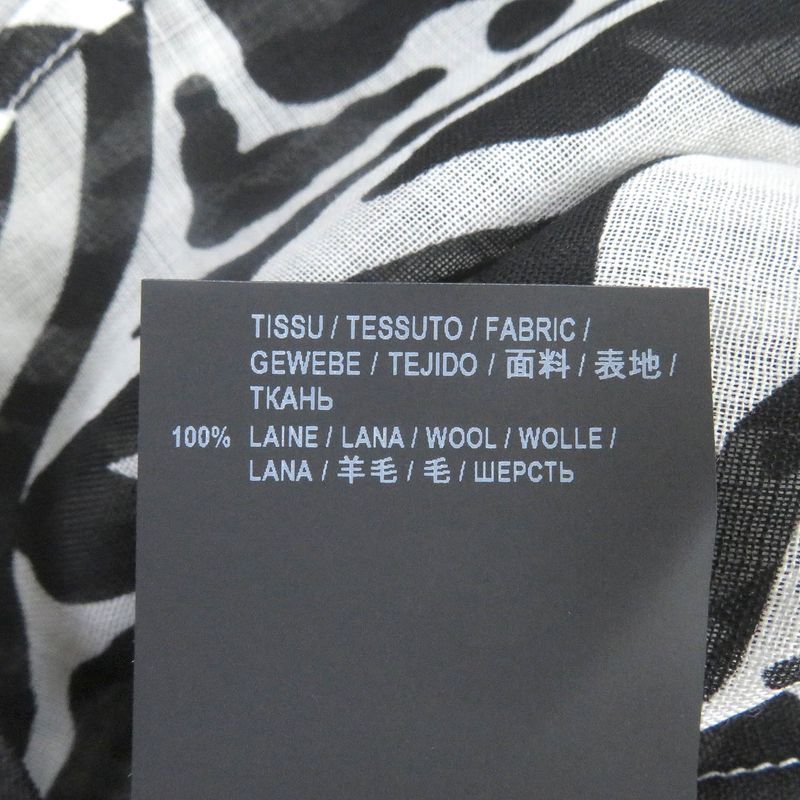 TISSU / TESSUTO / FABRIC /
GEWEBE / TEJIDO / 面料 / 表地 /
ТКАНЬ
100% LAINE / LANA / WOOL / WOLLE /
LANA / 羊毛 / 毛 / ШЕРСТЬ